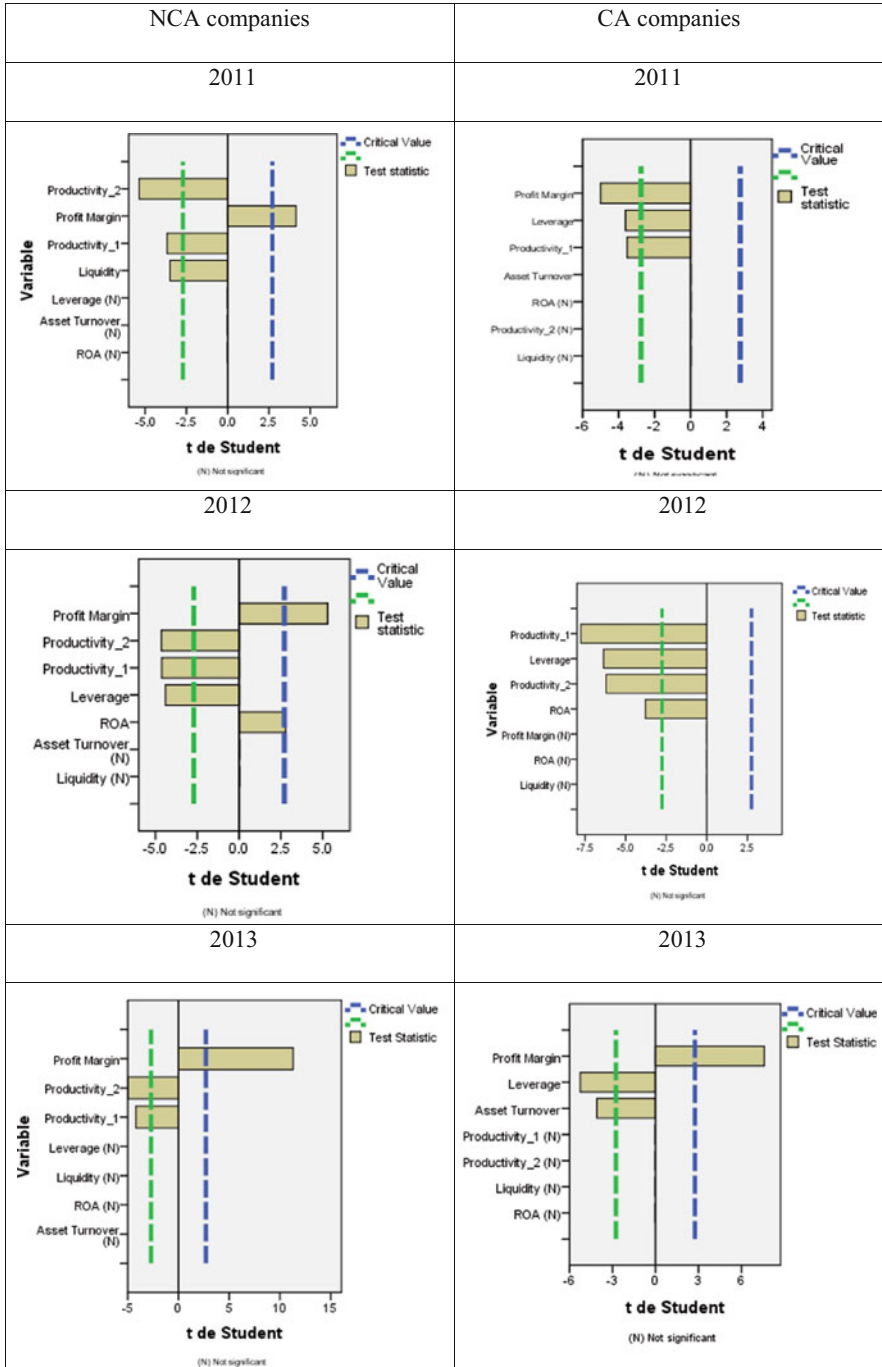 NCA companies
CA companies
2011
2011
Critical Value
Test statistic
Variable
Productivity_2
Profit Margin
Productivity_1
Liquidity
Leverage (N)
Asset Turnover
(N)
ROA (N)
-5.0 -2.5 0.0 2.5 5.0
t de Student
(N) Not significant
Critical
Value
Test
statistic
Profit Margin
Leverage
Productivity_1
Asset Turnover
ROA (N)
Productivity_2 (N)
Liquidity (N)
-6 -4 -2 0 2 4
t de Student
(N) Not significant
2012
2012
Critical
Value
Test
statistic
Variable
Profit Margin
Productivity_2
Productivity_1
Leverage
ROA
Asset Turnover
(N)
Liquidity (N)
-5.0 -2.5 0.0 2.5 5.0
t de Student
(N) Not significant
Critical Value
Test statistic
Variable
Productivity_1
Leverage
Productivity_2
ROA
Profit Margin (N)
ROA (N)
Liquidity (N)
-7.5 -5.0 -2.5 0.0 2.5
t de Student
(N) Not significant
2013
2013
Critical Value
Test Statistic
Variable
Profit Margin
Productivity_2
Productivity_1
Leverage (N)
Liquidity (N)
ROA (N)
Asset Turnover
(N)
-5 0 5 10 15
t de Student
(N) Not significant
Critical Value
Test Statistic
Profit Margin
Leverage
Asset Turnover
Productivity_1 (N)
Productivity_2 (N)
Liquidity (N)
ROA (N)
-6 -3 0 3 6
t de Student
(N) Not significant